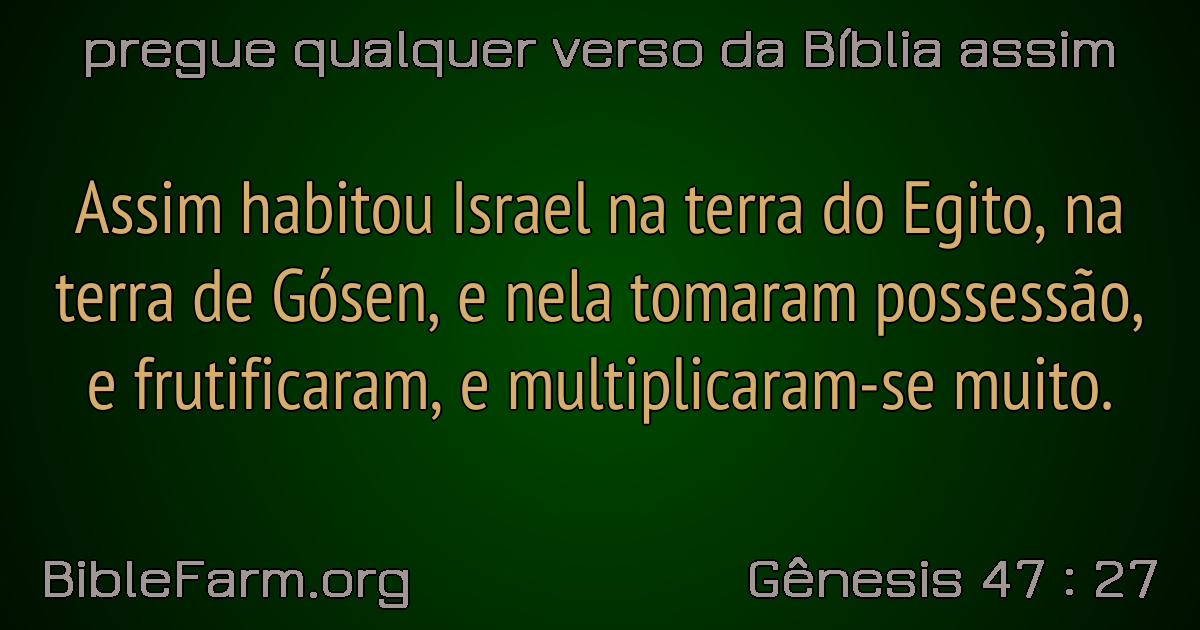 pregue qualquer verso da Bíblia assim
Assim habitou Israel na terra do Egito, na
terra de Gósen, e nela tomaram possessão,
e frutificaram, e multiplicaram-se muito.
BibleFarm.org
Gênesis 47 : 27